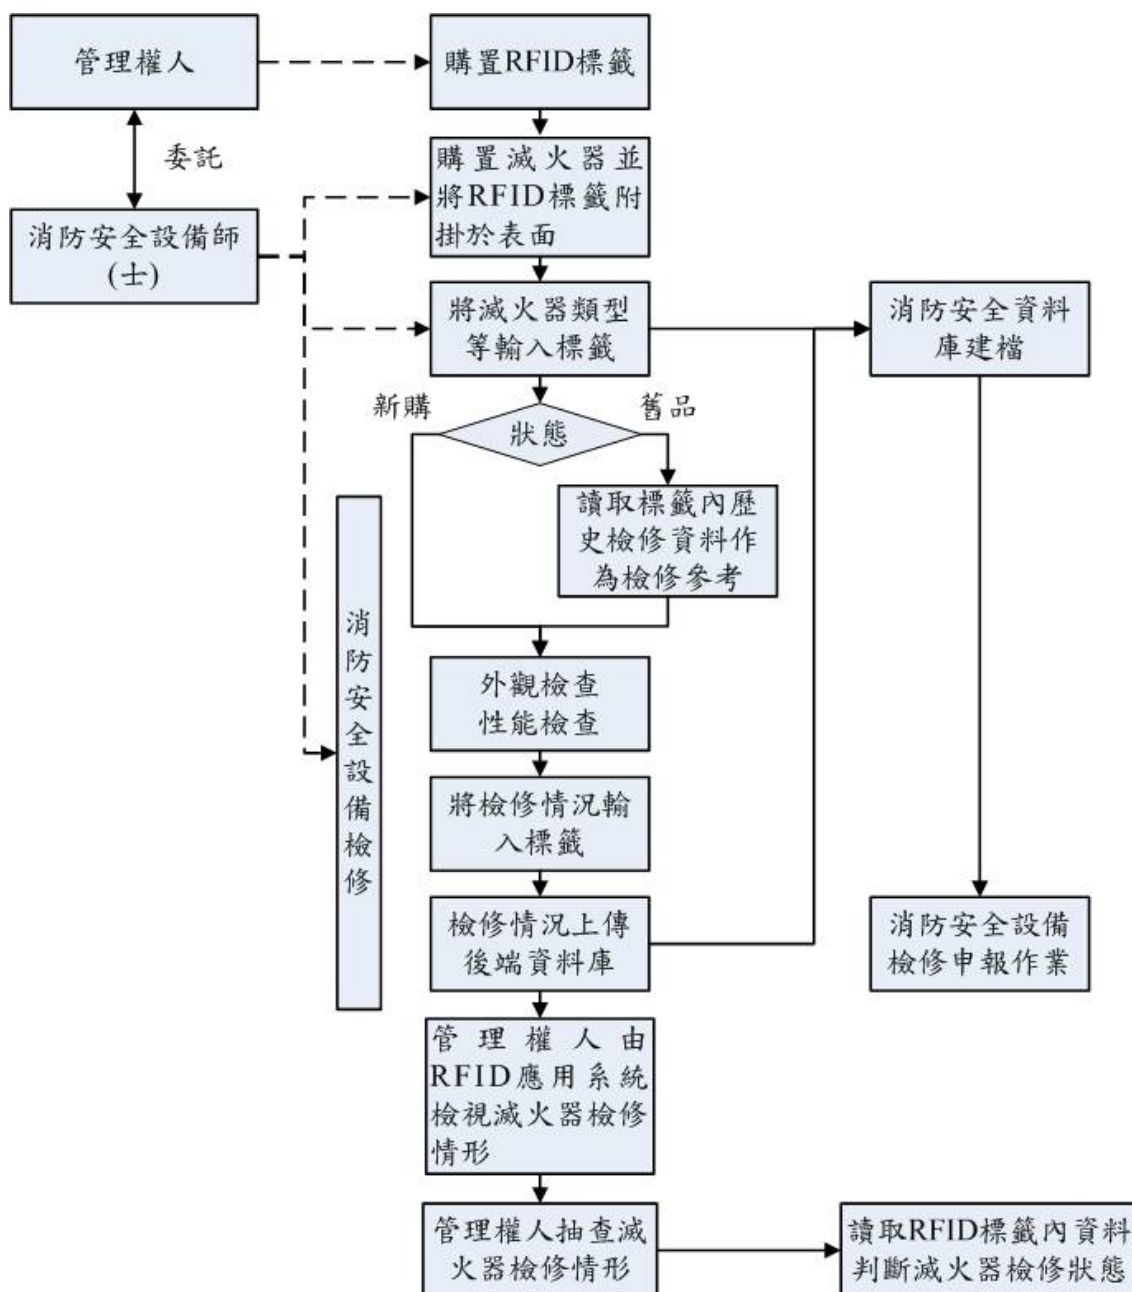 管理權人
購置RFID標籤
委託
購置滅火器並
將RFID標籤附
掛於表面
消防安全設備師
(士)
將滅火器類型
等輸入標籤
消防安全資料
庫建檔
新購
狀態
舊品
讀取標籤內歷
史檢修資料作
為檢修參考
消防安全設備檢修
外觀檢查
性能檢查
將檢修情況輸
入標籤
檢修情況上傳
後端資料庫
消防安全設備
檢修申報作業
管理權人由
RFID應用系統
檢視滅火器檢修
情形
管理權人抽查滅
火器檢修情形
讀取RFID標籤內資料
判斷滅火器檢修狀態